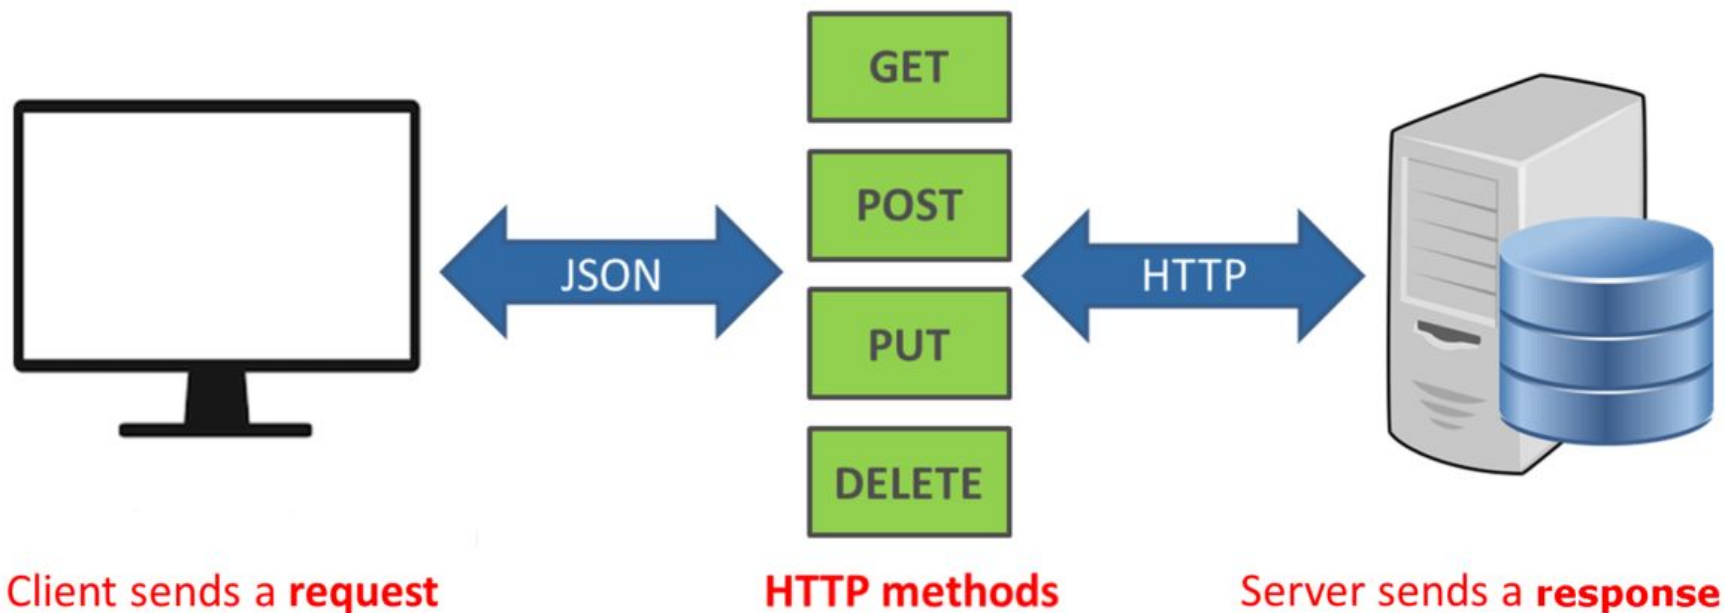 GET
POST
JSON
HTTP
PUT
DELETE
Client sends a request
HTTP methods
Server sends a response